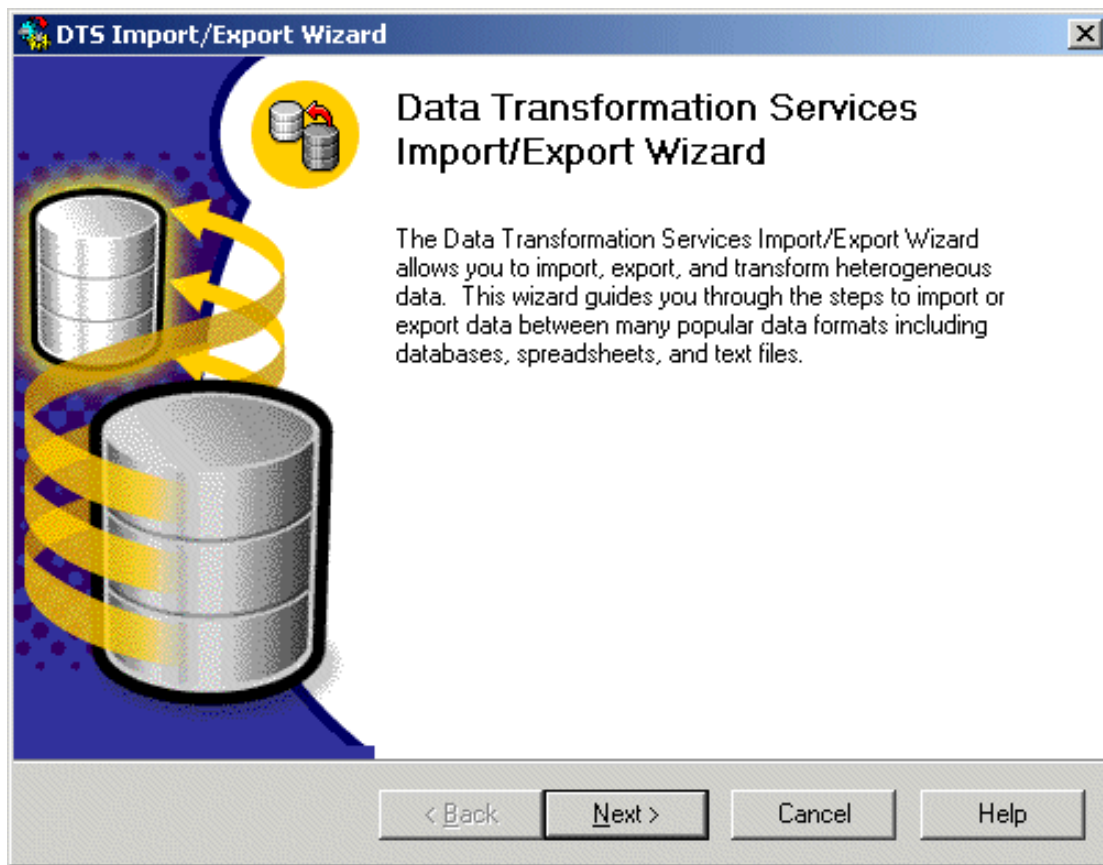 DTS Import/Export Wizard
Data Transformation Services
Import/Export Wizard
The Data Transformation Services Import/Export Wizard
allows you to import, export, and transform heterogeneous
data.  This wizard guides you through the steps to import or
export data between many popular data formats including
databases, spreadsheets, and text files.
< Back
Next >
Cancel
Help